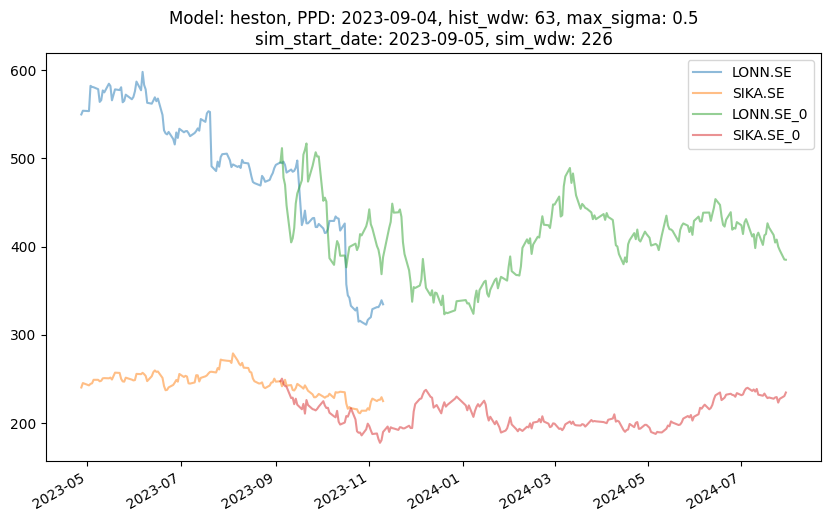 Model: heston, PPD: 2023-09-04, hist_wdw: 63, max_sigma: 0.5
sim_start_date: 2023-09-05, sim_wdw: 226
LONN.SE
SIKA.SE
LONN.SE_0
SIKA.SE_0
600
500
400
300
200
2023-05
2023-07
2023-09
2023-11
2024-01
2024-03
2024-05
2024-07